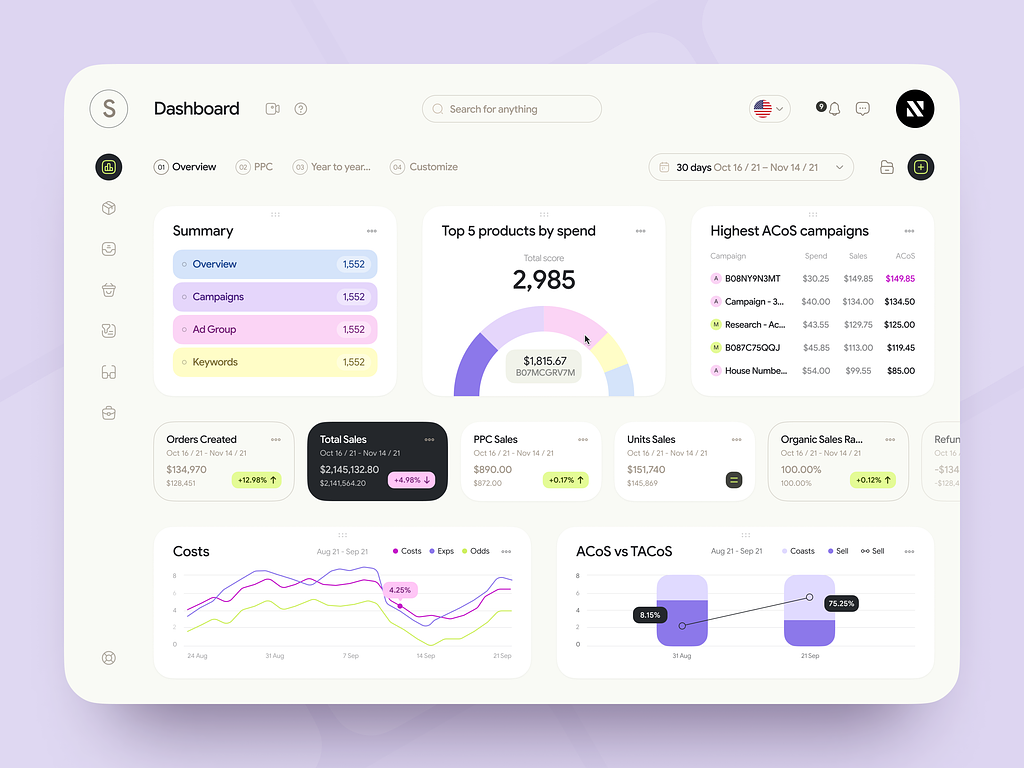 S
Dashboard
Search for anything
9
N
01 Overview
02 PPC
03 Year to year...
04 Customize
30 days Oct 16 / 21 – Nov 14 / 21
Summary
Overview 1,552
Campaigns 1,552
Ad Group 1,552
Keywords 1,552
Top 5 products by spend
Total score
2,985
$1,815.67
B07MCGRV7M
Highest ACoS campaigns
Campaign Spend Sales ACoS
A B08NY9N3MT $30.25 $149.85 $149.85
A Campaign - 3... $40.00 $134.00 $134.50
M Research - Ac... $43.55 $129.75 $125.00
M B087C75QQJ $45.85 $113.00 $119.45
A House Numbe... $54.00 $99.55 $85.00
Orders Created
Oct 16 / 21 - Nov 14 / 21
$134,970
$128,451
+12.98%
Total Sales
Oct 16 / 21 - Nov 14 / 21
$2,145,132.80
$2,141,564.20
+4.98%
PPC Sales
Oct 16 / 21 - Nov 14 / 21
$890.00
$872.00
+0.17%
Units Sales
Oct 16 / 21 - Nov 14 / 21
$151,740
$145,869
Organic Sales Ra...
Oct 16 / 21 - Nov 14 / 21
100.00%
100.00%
+0.12%
Refun
Oct 16
-$134
-$128,4
Costs
Aug 21 - Sep 21
Costs
Exps
Odds
8
6
4
2
0
4.25%
24 Aug
31 Aug
7 Sep
14 Sep
21 Sep
ACoS vs TACoS
Aug 21 - Sep 21
Coasts
Sell
Sell
8
6
4
2
0
8.15%
75.25%
31 Aug
21 Sep